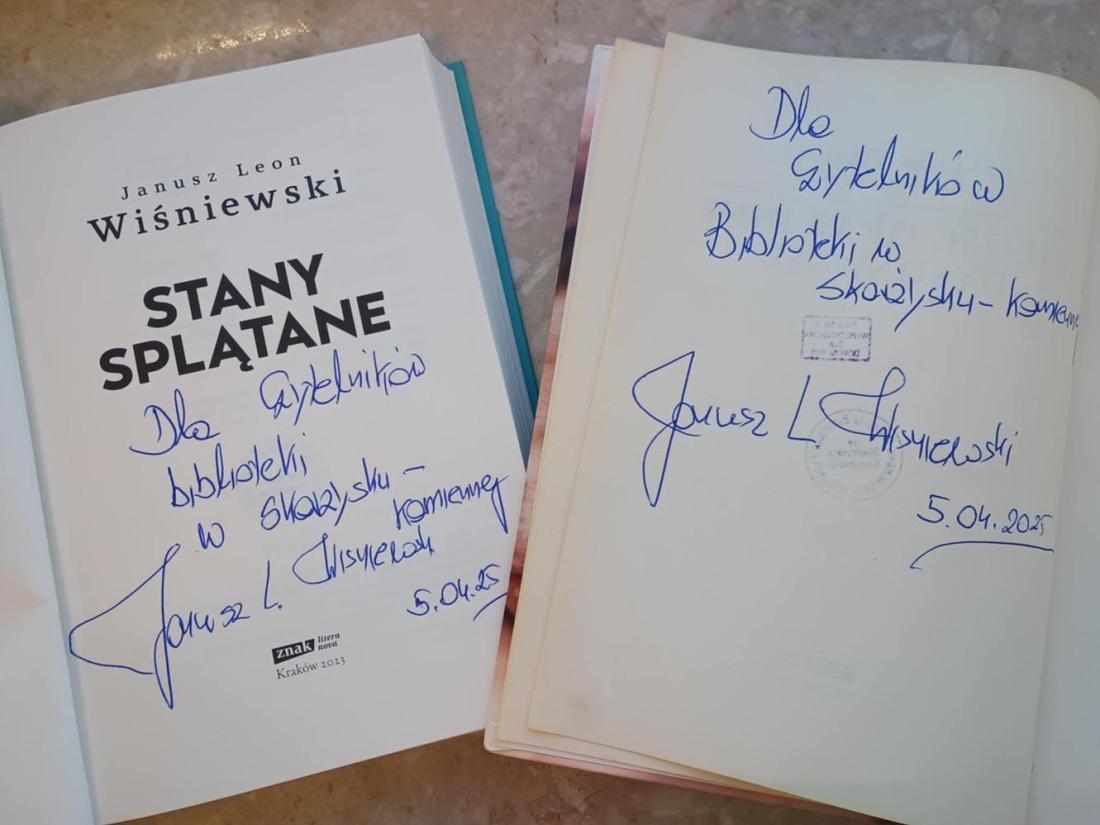 Janusz Leon
Wiśniewski
STANY
SPLĄTANE
Dla Czytelników
biblioteki
w Skarżysku-
Kamiennej
Janusz L. Wiśniewski
5.04.25
znak litera
nova
Kraków 2023
Dla
Czytelników
Biblioteki w
Skarżysku-Kamiennej
Janusz L Wiśniewski
5.04.2025